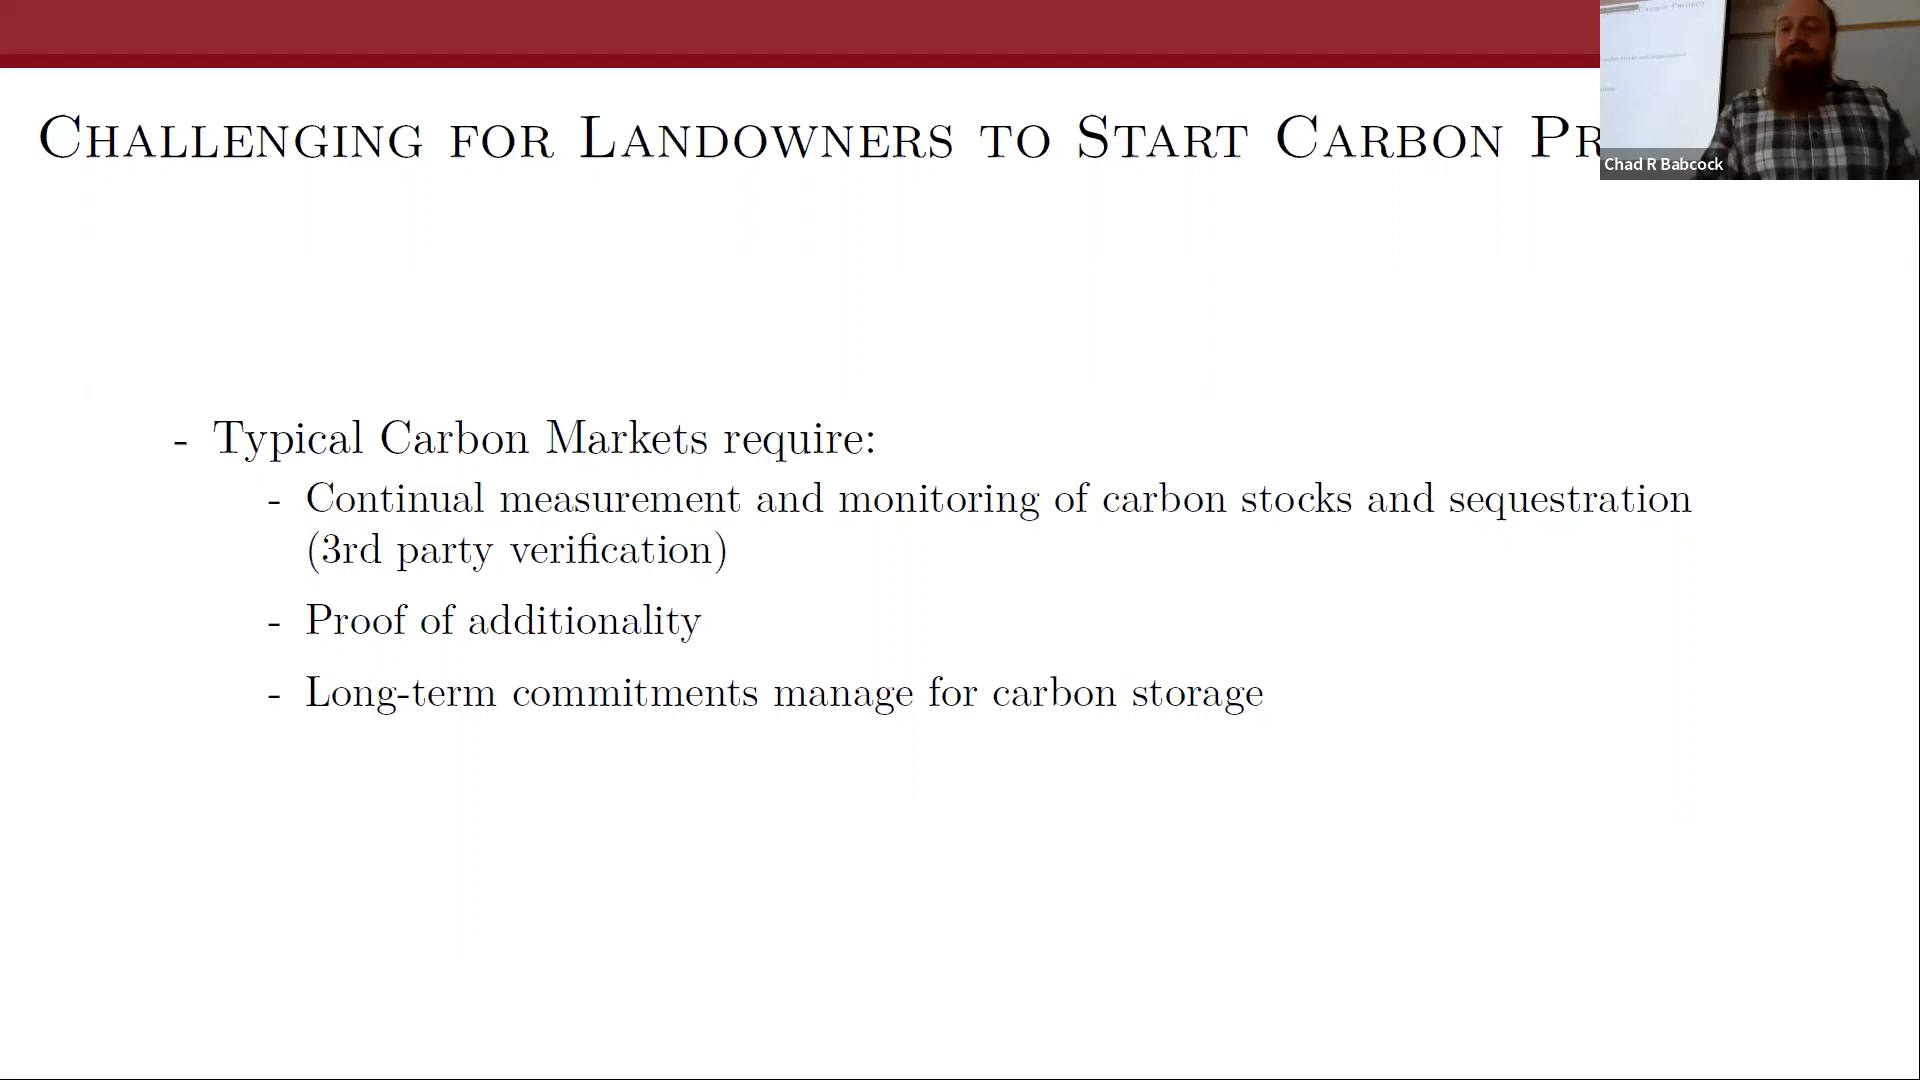 Challenging for Landowners to Start Carbon Pr
Chad R Babcock
- Typical Carbon Markets require:
- Continual measurement and monitoring of carbon stocks and sequestration
(3rd party verification)
- Proof of additionality
- Long-term commitments manage for carbon storage